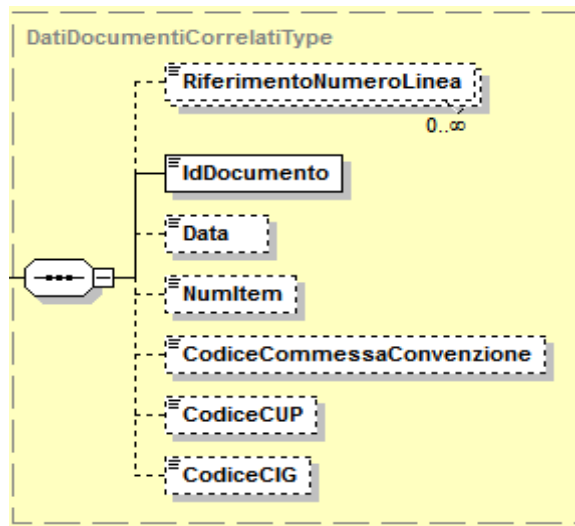 DatiDocumentiCorrelatiType
RiferimentoNumeroLinea
0..∞
IdDocumento
Data
NumItem
CodiceCommessaConvenzione
CodiceCUP
CodiceCIG